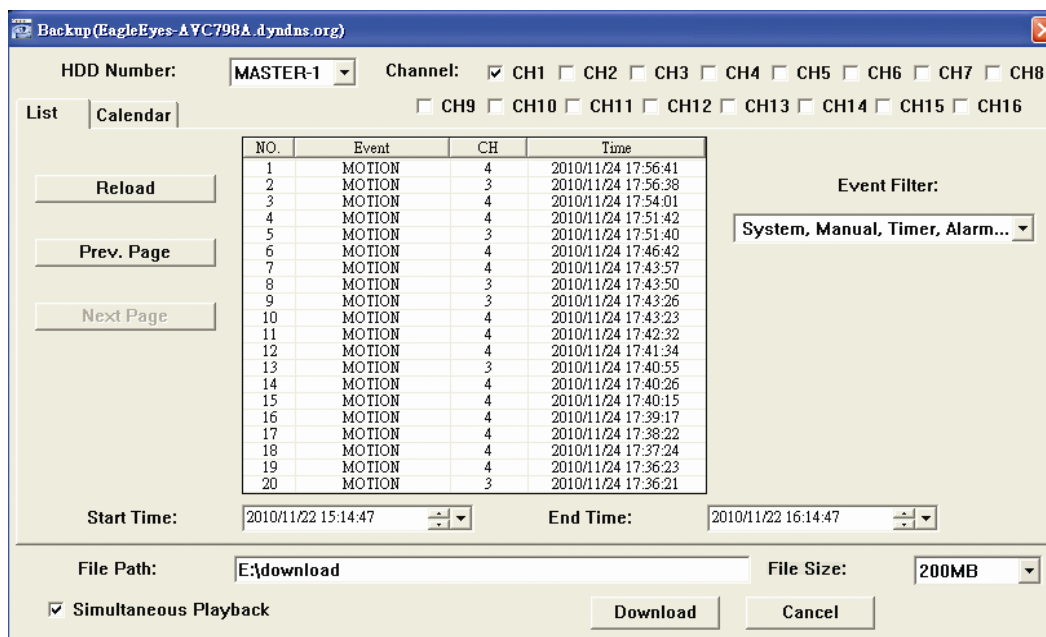 Backup(EagleEyes-AVC798A.dyndns.org)
HDD Number: MASTER-1 Channel: CH1 CH2 CH3 CH4 CH5 CH6 CH7 CH8
CH9 CH10 CH11 CH12 CH13 CH14 CH15 CH16
List Calendar
NO. Event CH Time
1 MOTION 4 2010/11/24 17:56:41
2 MOTION 3 2010/11/24 17:56:38
3 MOTION 4 2010/11/24 17:54:01
4 MOTION 4 2010/11/24 17:51:42
5 MOTION 3 2010/11/24 17:51:40
6 MOTION 4 2010/11/24 17:46:42
7 MOTION 4 2010/11/24 17:43:57
8 MOTION 3 2010/11/24 17:43:50
9 MOTION 3 2010/11/24 17:43:26
10 MOTION 4 2010/11/24 17:43:23
11 MOTION 4 2010/11/24 17:42:32
12 MOTION 4 2010/11/24 17:41:34
13 MOTION 3 2010/11/24 17:40:55
14 MOTION 4 2010/11/24 17:40:26
15 MOTION 4 2010/11/24 17:40:15
16 MOTION 4 2010/11/24 17:39:17
17 MOTION 4 2010/11/24 17:38:22
18 MOTION 4 2010/11/24 17:37:24
19 MOTION 4 2010/11/24 17:36:23
20 MOTION 3 2010/11/24 17:36:21
Reload
Prev. Page
Next Page
Event Filter:
System, Manual, Timer, Alarm...
Start Time: 2010/11/22 15:14:47 End Time: 2010/11/22 16:14:47
File Path: E:\download File Size: 200MB
Simultaneous Playback Download Cancel